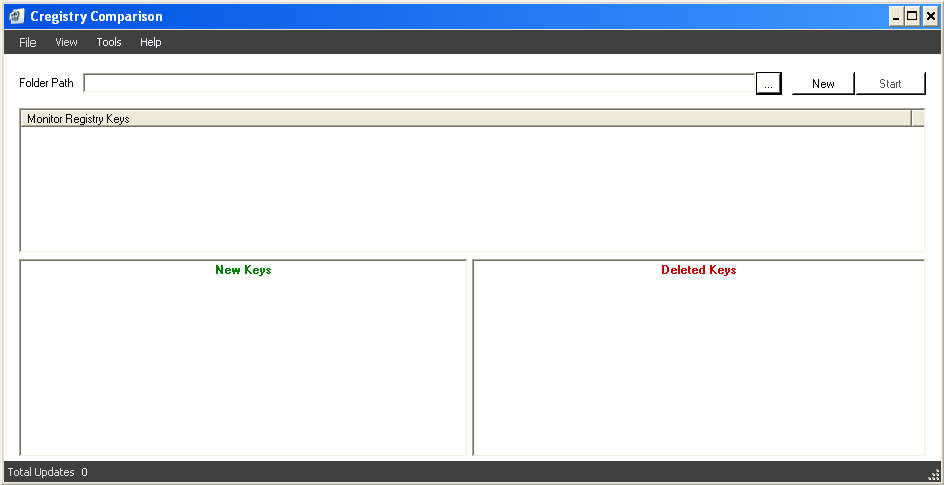 Cregistry Comparison
File View Tools Help
Folder Path ... New Start
Monitor Registry Keys
New Keys Deleted Keys
Total Updates 0